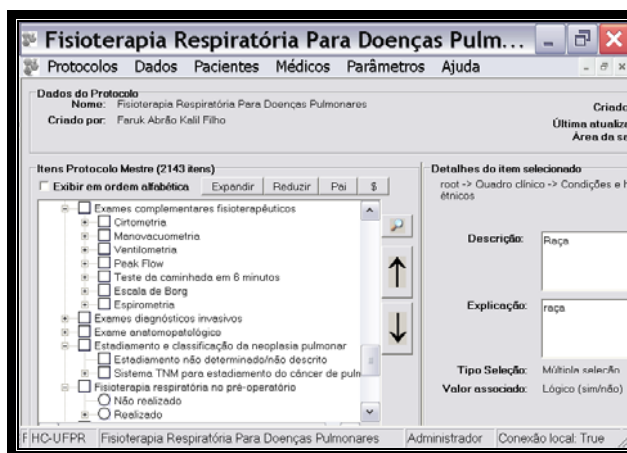 Fisioterapia Respiratória Para Doenças Pulm...
Protocolos Dados Pacientes Médicos Parâmetros Ajuda
Dados do Protocolo
Nome: Fisioterapia Respiratória Para Doenças Pulmonares
Criado
Criado por: Faruk Abrão Kalil Filho
Última atualiza
Área da sa
Itens Protocolo Mestre (2143 itens)
Exibir em ordem alfabética Expandir Reduzir Pai $
Exames complementares fisioterapêuticos
Cirtometria
Manovacuometria
Ventilometria
Peak Flow
Teste da caminhada em 6 minutos
Escala de Borg
Espirometria
Exames diagnósticos invasivos
Exame anatomopatológico
Estadiamento e classificação da neoplasia pulmonar
Estadiamento não determinado/não descrito
Sistema TNM para estadiamento do câncer de puln
Fisioterapia respiratória no pré-operatório
Não realizado
Realizado
Detalhes do item selecionado
root -> Quadro clínico -> Condições e h
étnicos
Descrição: Raça
Explicação: raça
Tipo Seleção: Múltipla seleção
Valor associado: Lógico (sim/não)
F HC-UFPR Fisioterapia Respiratória Para Doenças Pulmonares Administrador Conexão local: True